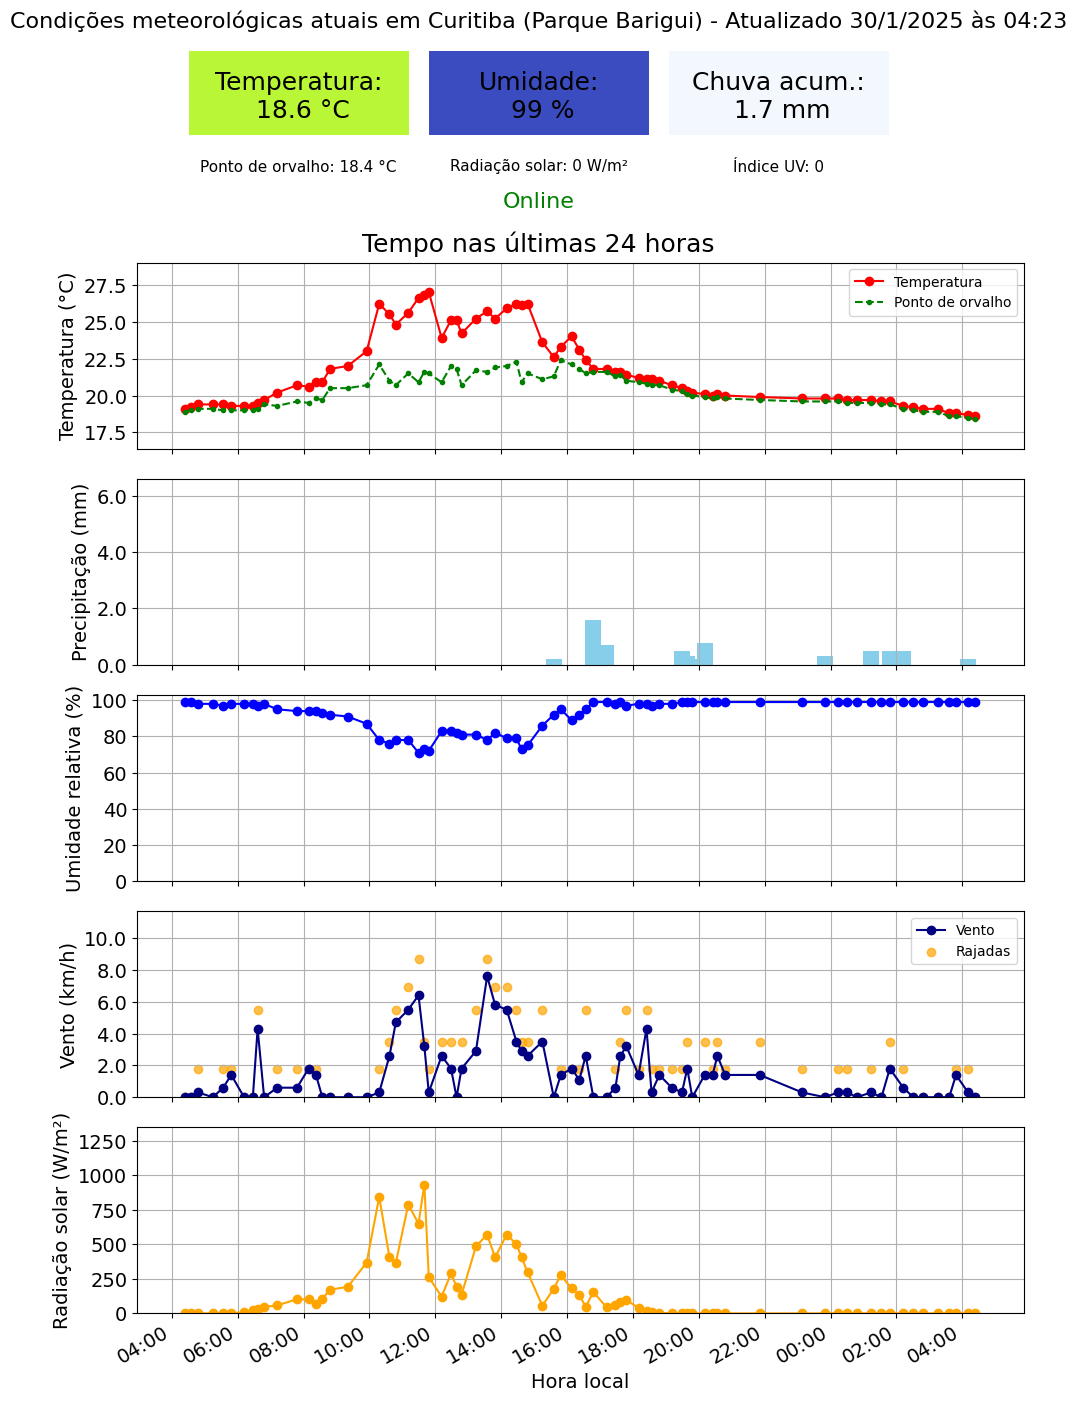 Condições meteorológicas atuais em Curitiba (Parque Barigui) - Atualizado 30/1/2025 às 04:23
Temperatura:
18.6 °C
Umidade:
99 %
Chuva acum.:
1.7 mm
Ponto de orvalho: 18.4 °C
Radiação solar: 0 W/m²
Índice UV: 0
Online
Tempo nas últimas 24 horas
Temperatura (°C)
27.5
25.0
22.5
20.0
17.5
Temperatura
Ponto de orvalho
Precipitação (mm)
6.0
4.0
2.0
0.0
Umidade relativa (%)
100
80
60
40
20
0
Vento (km/h)
10.0
8.0
6.0
4.0
2.0
0.0
Vento
Rajadas
Radiação solar (W/m²)
1250
1000
750
500
250
0
04:00
06:00
08:00
10:00
12:00
14:00
16:00
18:00
20:00
22:00
00:00
02:00
04:00
Hora local